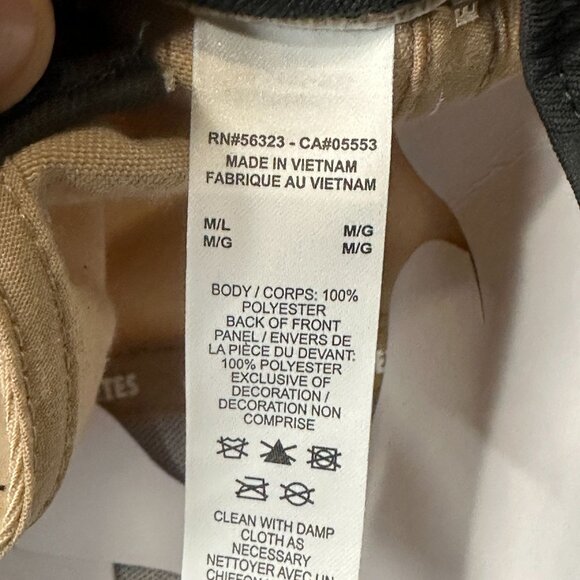 RN#56323 - CA#05553
MADE IN VIETNAM
FABRIQUE AU VIETNAM
M/L M/G
M/G M/G
BODY / CORPS: 100%
POLYESTER
BACK OF FRONT
PANEL / ENVERS DE
LA PIÈCE DU DEVANT:
100% POLYESTER
EXCLUSIVE OF
DECORATION /
DECORATION NON
COMPRISE
CLEAN WITH DAMP
CLOTH AS
NECESSARY
NETTOYER AVEC UN